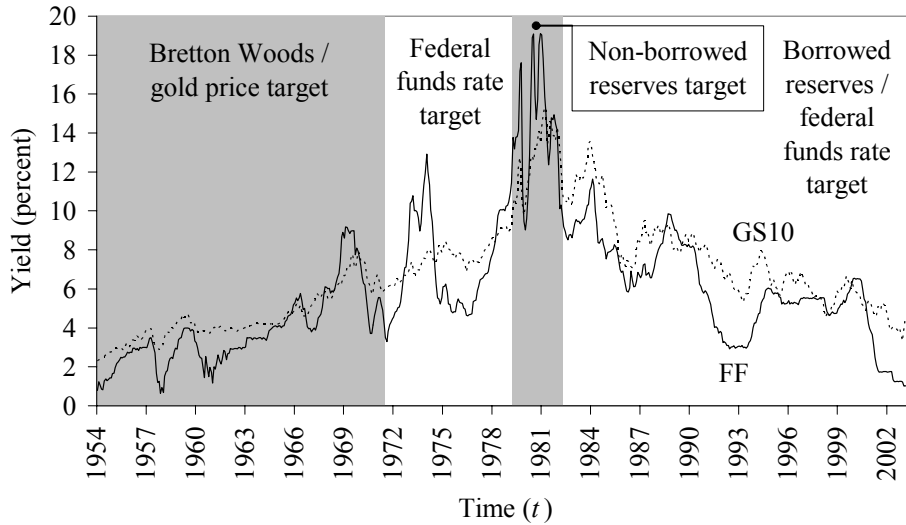 20
18
16
14
12
10
8
6
4
2
0
Yield (percent)
Bretton Woods /
gold price target
Federal
funds rate
target
Non-borrowed
reserves target
Borrowed
reserves /
federal
funds rate
target
GS10
FF
1954
1957
1960
1963
1966
1969
1972
1975
1978
1981
1984
1987
1990
1993
1996
1999
2002
Time (t)